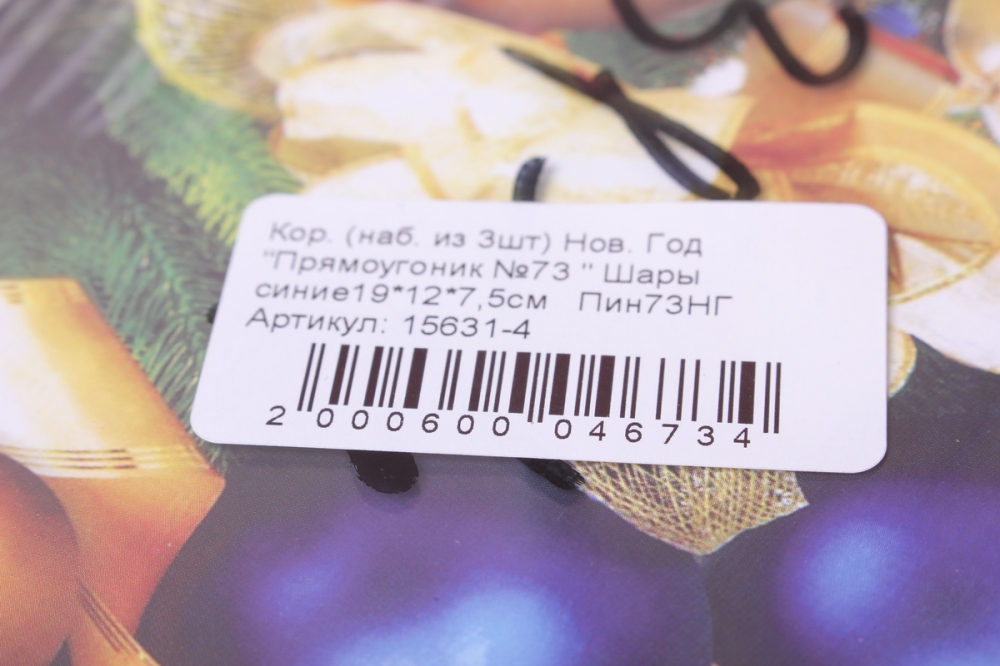 Кор. (наб. из 3шт) Нов. Год
"Прямоугоник №73 " Шары
синие19*12*7,5см   Пин73НГ
Артикул: 15631-4
2 000600 046734